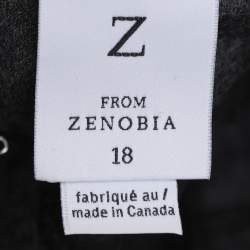 Z
FROM
ZENOBIA
18
fabriqué au/
made in Canada